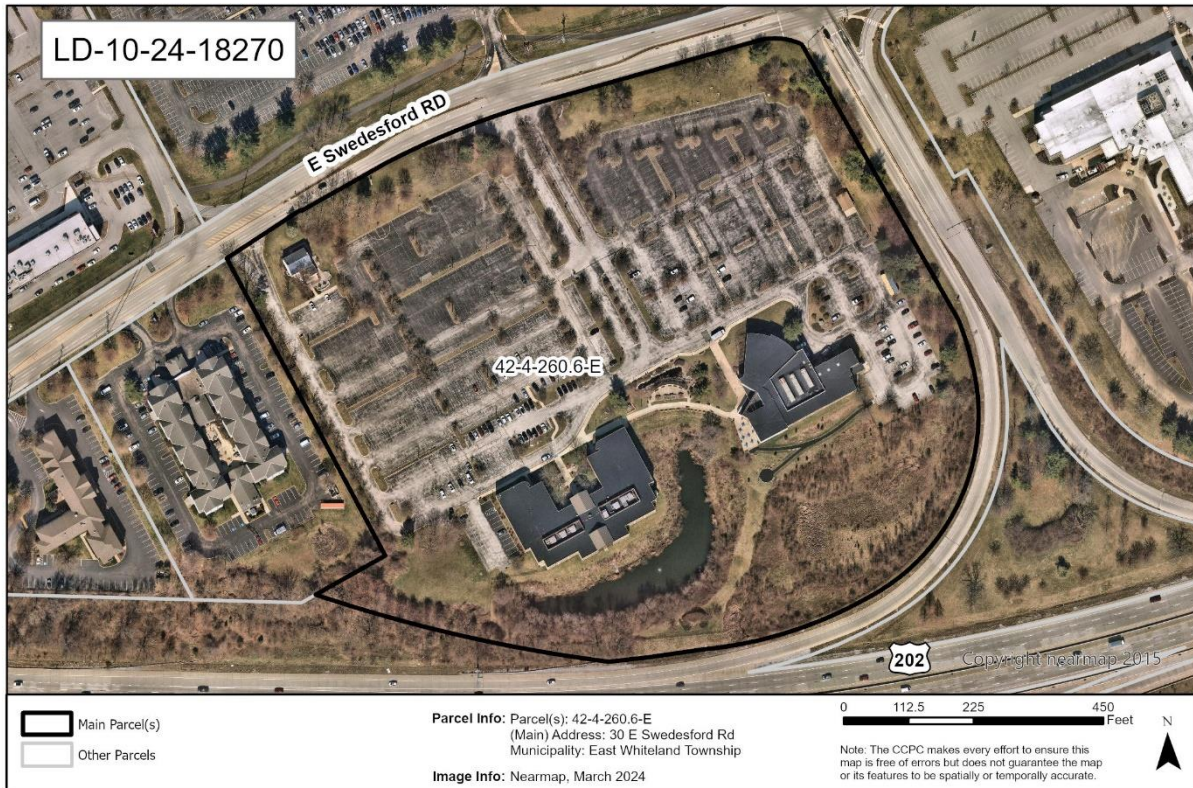 LD-10-24-18270
E Swedesford RD
42-4-260.6-E
202
Copyright nearmap 2015
Main Parcel(s)
Other Parcels
Parcel Info: Parcel(s): 42-4-260.6-E
(Main) Address: 30 E Swedesford Rd
Municipality: East Whiteland Township
Image Info: Nearmap, March 2024
0 112.5 225 450
Feet
Note: The CCPC makes every effort to ensure this
map is free of errors but does not guarantee the map
or its features to be spatially or temporally accurate.
N